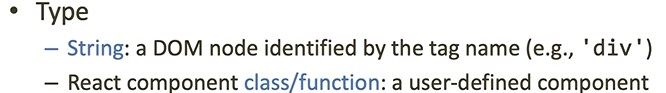 • Type
– String: a DOM node identified by the tag name (e.g., 'div')
– React component class/function: a user-defined component